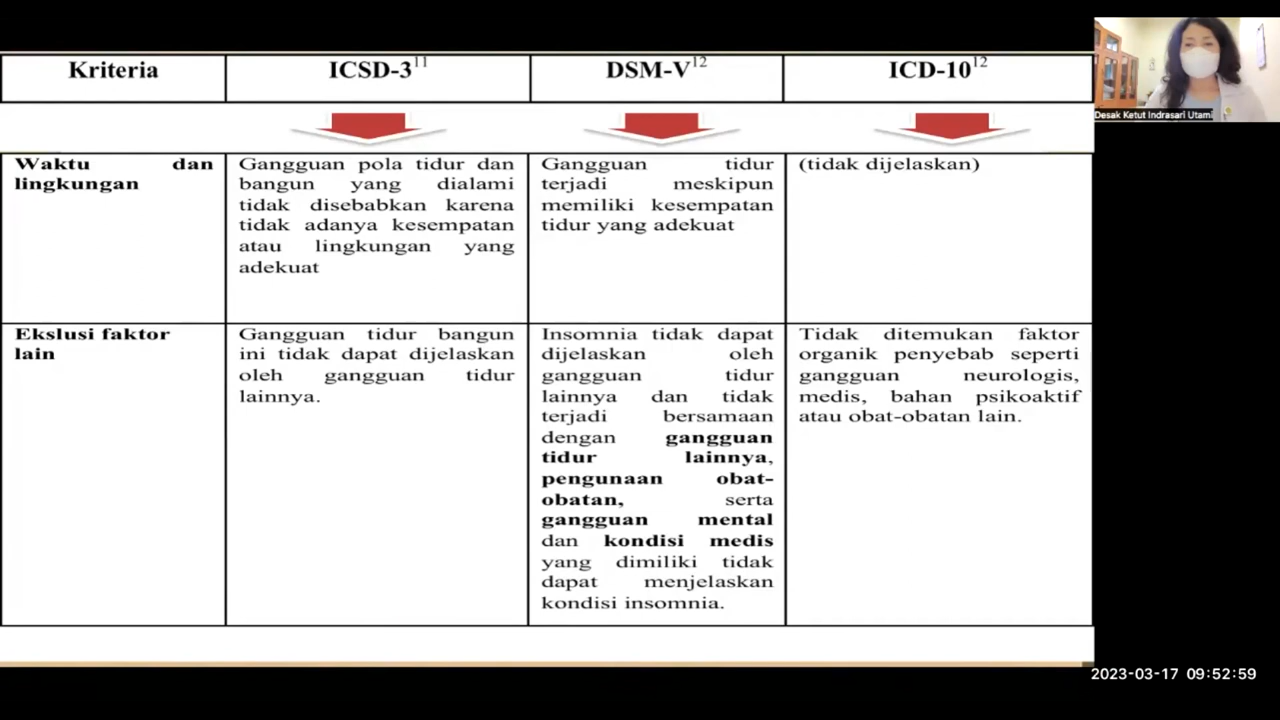 Kriteria
ICSD-311
DSM-V12
ICD-1012
Waktu dan
lingkungan
Gangguan pola tidur dan
bangun yang dialami
tidak disebabkan karena
tidak adanya kesempatan
atau lingkungan yang
adekuat
Gangguan tidur
terjadi meskipun
memiliki kesempatan
tidur yang adekuat
(tidak dijelaskan)
Ekslusi faktor
lain
Gangguan tidur bangun
ini tidak dapat dijelaskan
oleh gangguan tidur
lainnya.
Insomnia tidak dapat
dijelaskan oleh
gangguan tidur
lainnya dan tidak
terjadi bersamaan
dengan gangguan
tidur lainnya,
pengunaan obat-
obatan, serta
gangguan mental
dan kondisi medis
yang dimiliki tidak
dapat menjelaskan
kondisi insomnia.
Tidak ditemukan faktor
organik penyebab seperti
gangguan neurologis,
medis, bahan psikoaktif
atau obat-obatan lain.
Desak Ketut Indrasari Utami
2023-03-17 09:52:59